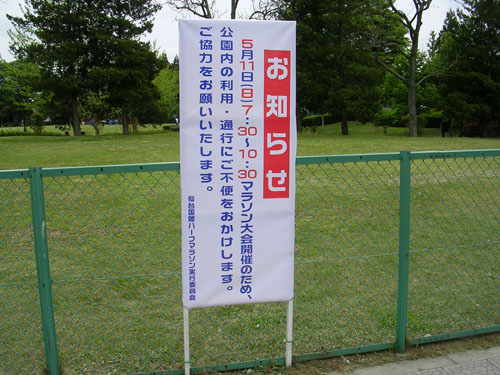 お知らせ
5月11日(日)7:30～10:30マラソン大会開催のため、
公園内の利用・通行にご不便をおかけします。
ご協力をお願いいたします。
仙台国際ハーフマラソン実行委員会